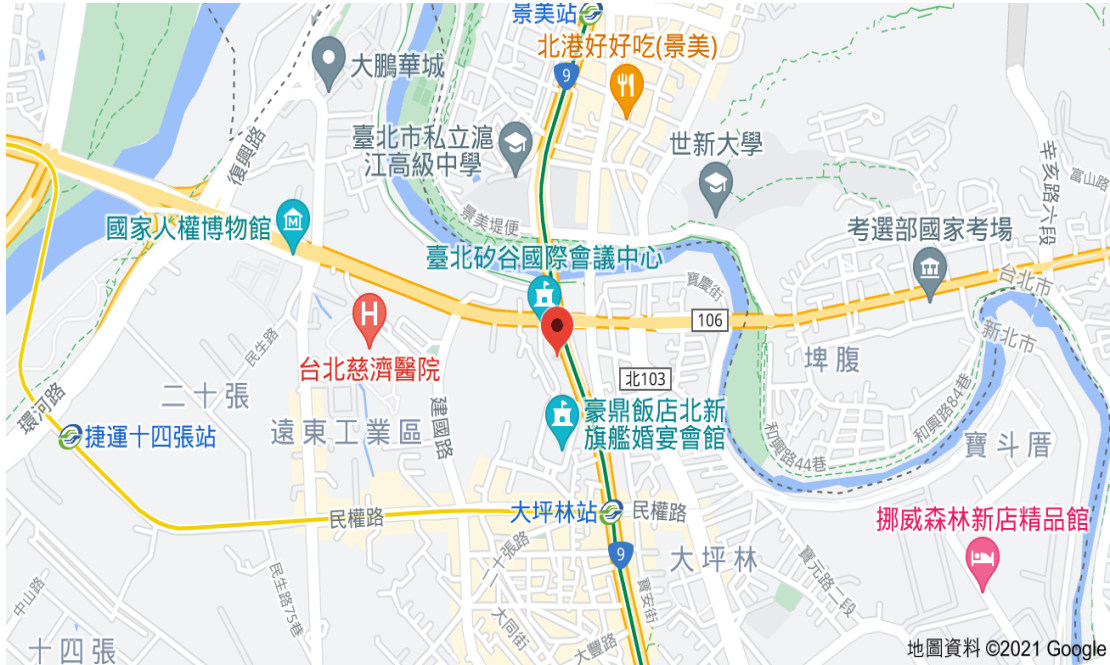 景美站
9
北港好好吃(景美)
大鵬華城
復興路
臺北市私立滬
江高級中學
世新大學
辛亥路六段
富山路
景美堤便
國家人權博物館
考選部國家考場
臺北矽谷國際會議中心
寶慶街
台北市
106
新北市
H
民生路
台北慈濟醫院
北103
埤腹
二十張
環河路
建國路
豪鼎飯店北新
旗艦婚宴會館
和興路84巷
和興路44巷
捷運十四張站
遠東工業區
寶斗厝
民權路
大坪林站
民權路
挪威森林新店精品館
9
大坪林
二十張路
寶元路一段
中山路
民生路75巷
寶安街
大同街
大豐路
十四張
地圖資料 ©2021 Google